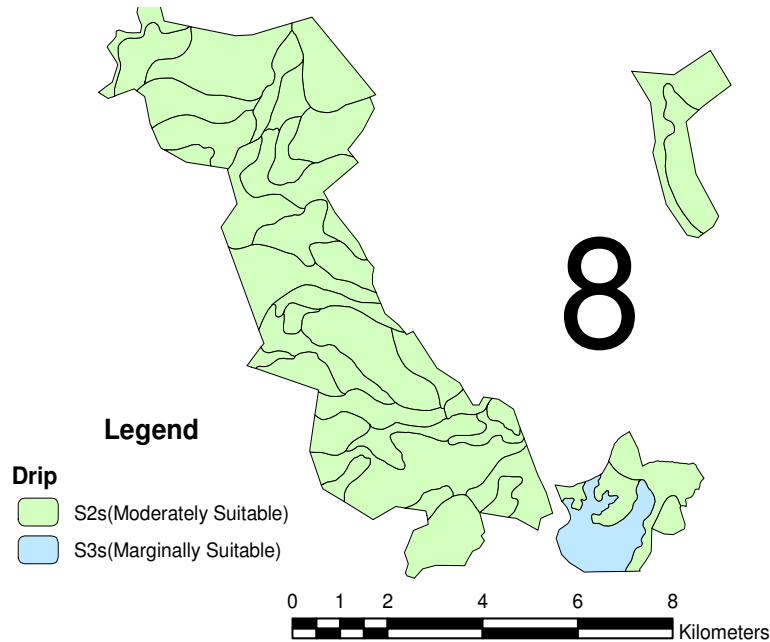 8
Legend
Drip
S2s(Moderately Suitable)
S3s(Marginally Suitable)
0 1 2 4 6 8
Kilometers